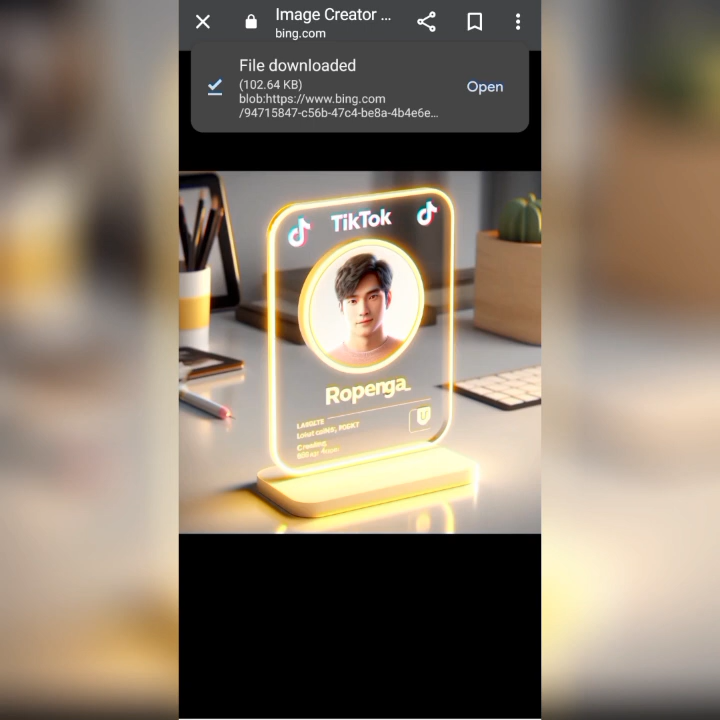 Image Creator ...
bing.com
File downloaded
(102.64 KB)
blob:https://www.bing.com
/94715847-c56b-47c4-be8a-4b4e6e...
Open
TikTok
Ropenga_